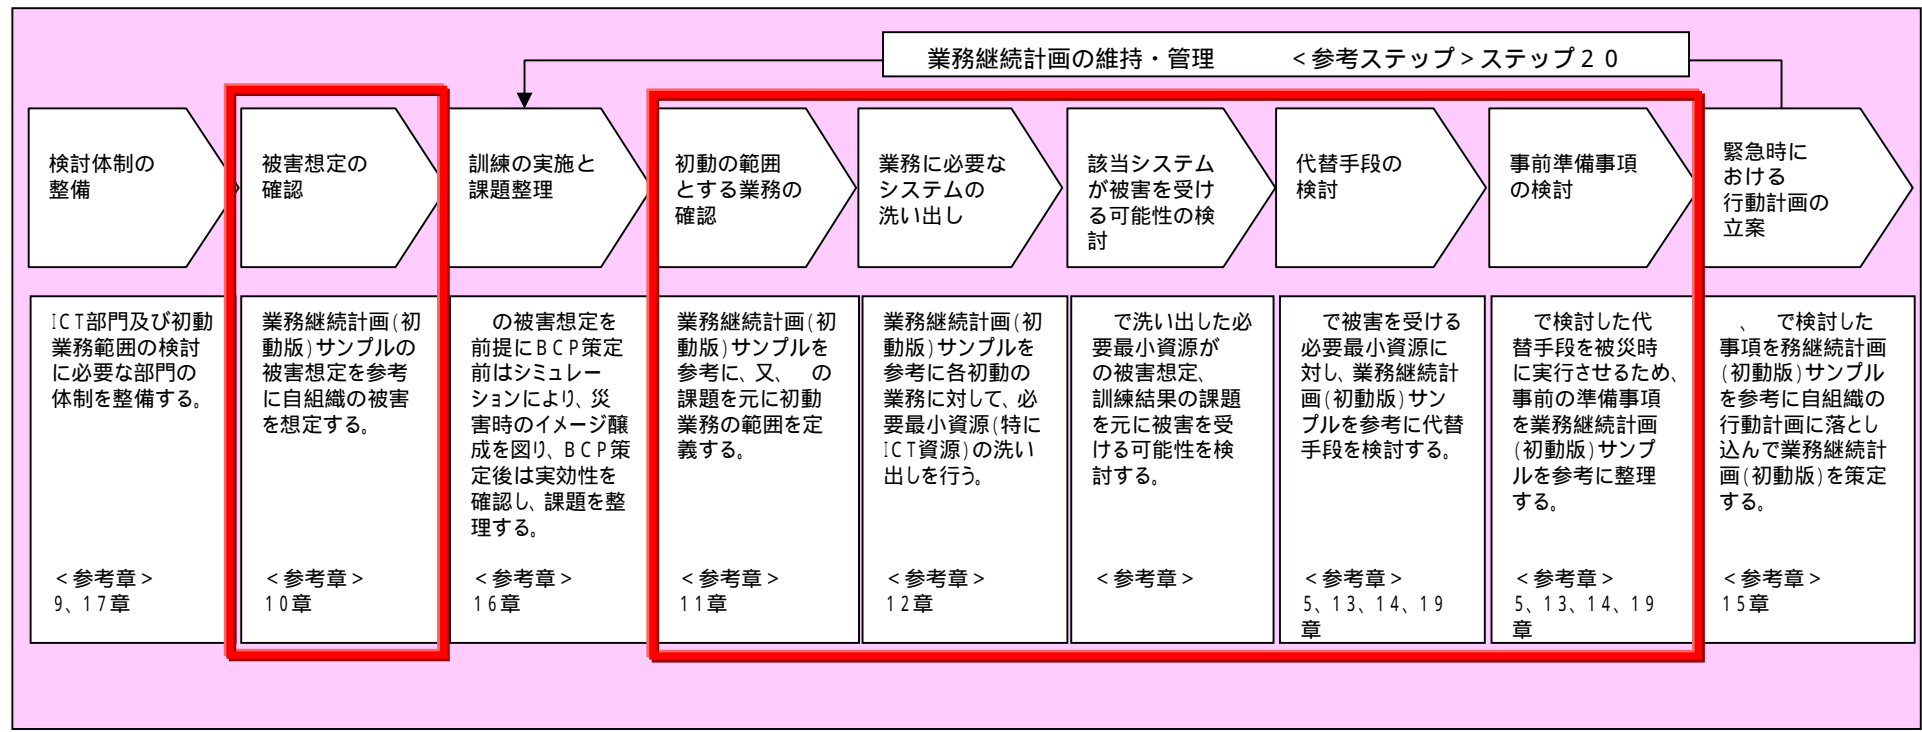 業務継続計画の維持・管理　　　<参考ステップ>ステップ20
検討体制の
整備
被害想定の
確認
訓練の実施と
課題整理
初動の範囲
とする業務の
確認
業務に必要な
システムの
洗い出し
該当システム
が被害を受け
る可能性の検
討
代替手段の
検討
事前準備事項
の検討
緊急時に
おける
行動計画の
立案
ICT部門及び初動
業務範囲の検討
に必要な部門の
体制を整備する。
<参考章>
9、17章
業務継続計画(初
動版)サンプルの
被害想定を参考
に自組織の被害
を想定する。
<参考章>
10章
の被害想定を
前提にBCP策定
前はシミュレー
ションにより、災
害時のイメージ醸
成を図り、BCP策
定後は実効性を
確認し、課題を整
理する。
<参考章>
16章
業務継続計画(初
動版)サンプルを
参考に、又、　の
課題を元に初動
業務の範囲を定
義する。
<参考章>
11章
業務継続計画(初
動版)サンプルを
参考に各初動の
業務に対して、必
要最小資源(特に
ICT資源)の洗い
出しを行う。
<参考章>
12章
で洗い出した必
要最小資源が
の被害想定、
訓練結果の課題
を元に被害を受
ける可能性を検
討する。
<参考章>
で被害を受ける
必要最小資源に
対し、業務継続計
画(初動版)サン
プルを参考に代替
手段を検討する。
<参考章>
5、13、14、19
章
で検討した代
替手段を被災時
に実行させるため、
事前の準備事項
を業務継続計画
(初動版)サンプ
ルを参考に整理
する。
<参考章>
5、13、14、19
章
、　で検討した
事項を務継続計画
(初動版)サンプル
を参考に自組織の
行動計画に落とし
込んで業務継続計
画(初動版)を策定
する。
<参考章>
15章